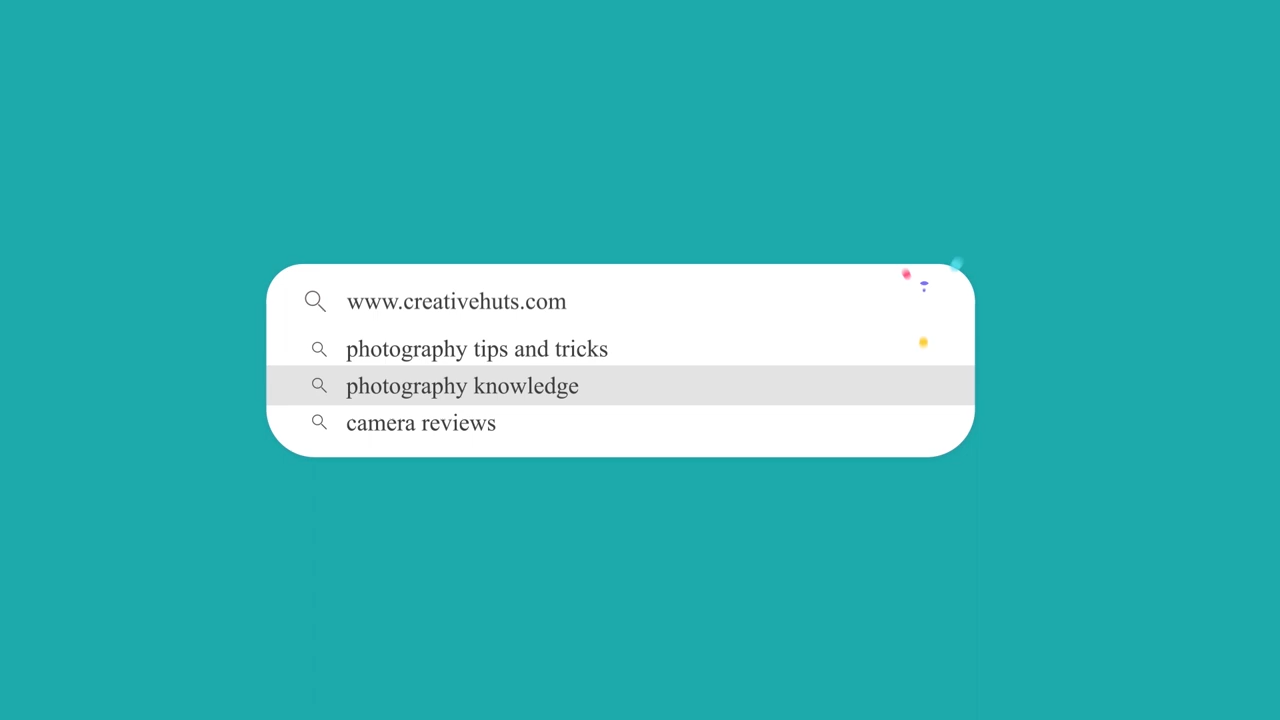 www.creativehuts.com
photography tips and tricks
photography knowledge
camera reviews